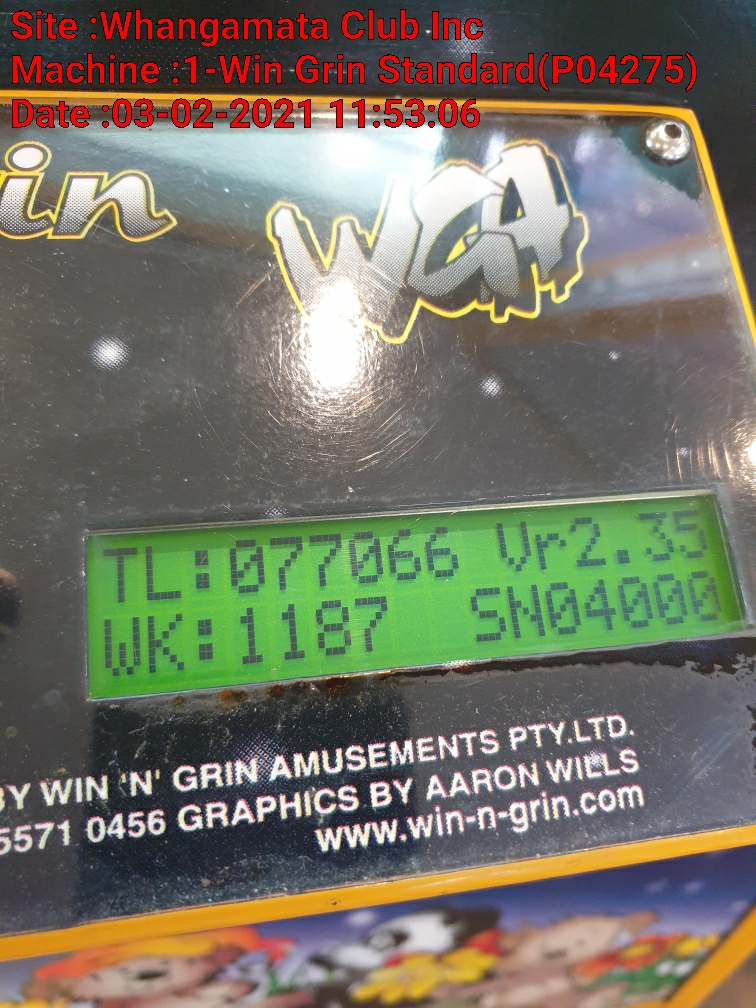 Site :Whangamata Club Inc
Machine :1-Win Grin Standard(P04275)
Date :03-02-2021 11:53:06
in WGA
TL:077066 Vr2.35
WK:1187 SN04000
BY WIN 'N' GRIN AMUSEMENTS PTY.LTD.
5571 0456 GRAPHICS BY AARON WILLS
www.win-n-grin.com